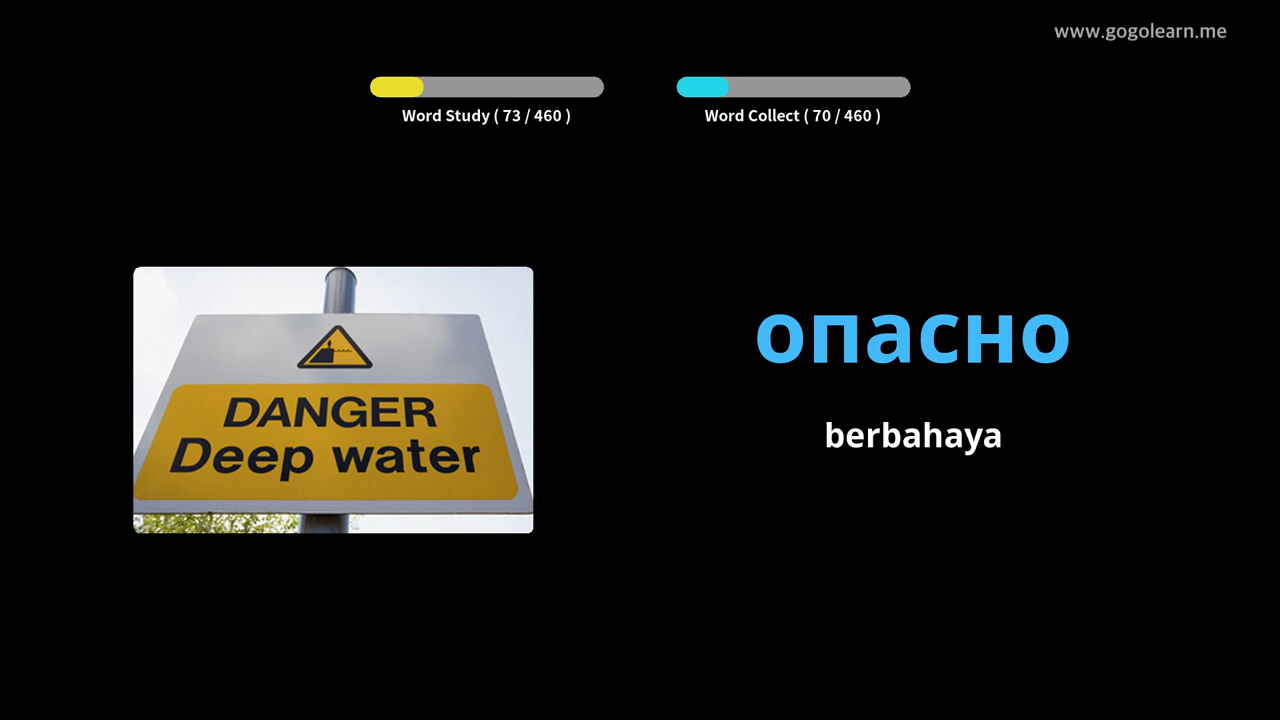 www.gogolearn.me
Word Study ( 73 / 460 )
Word Collect ( 70 / 460 )
DANGER
Deep water
опасно
berbahaya